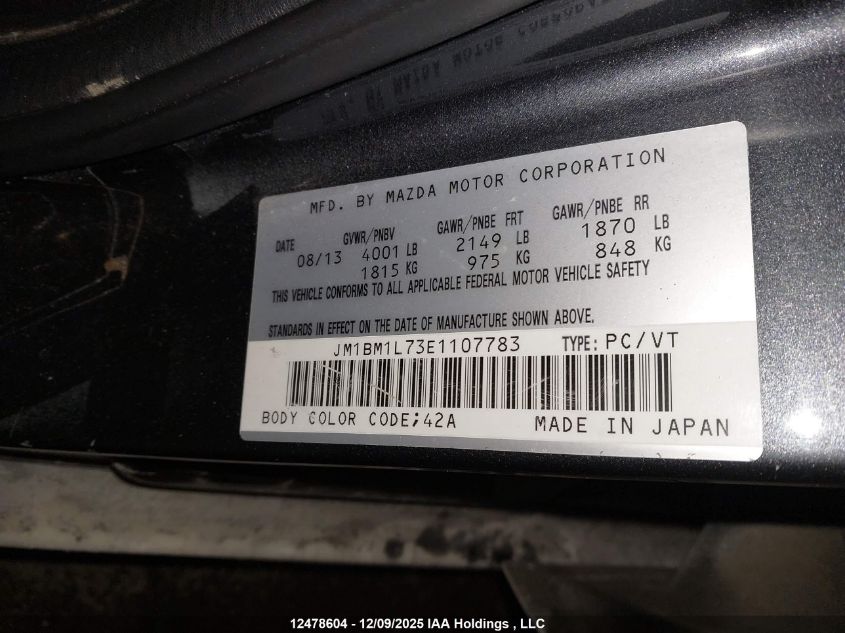 MFD. BY MAZDA MOTOR CORPORATION
DATE GVWR/PNBV GAWR/PNBE FRT GAWR/PNBE RR
08/13 4001 LB 2149 LB 1870 LB
1815 KG 975 KG 848 KG
THIS VEHICLE CONFORMS TO ALL APPLICABLE FEDERAL MOTOR VEHICLE SAFETY
STANDARDS IN EFFECT ON THE DATE OF MANUFACTURE SHOWN ABOVE.
JM1BM1L73E1107783 TYPE: PC/VT
BODY COLOR CODE;42A MADE IN JAPAN
12478604 - 12/09/2025 IAA Holdings , LLC